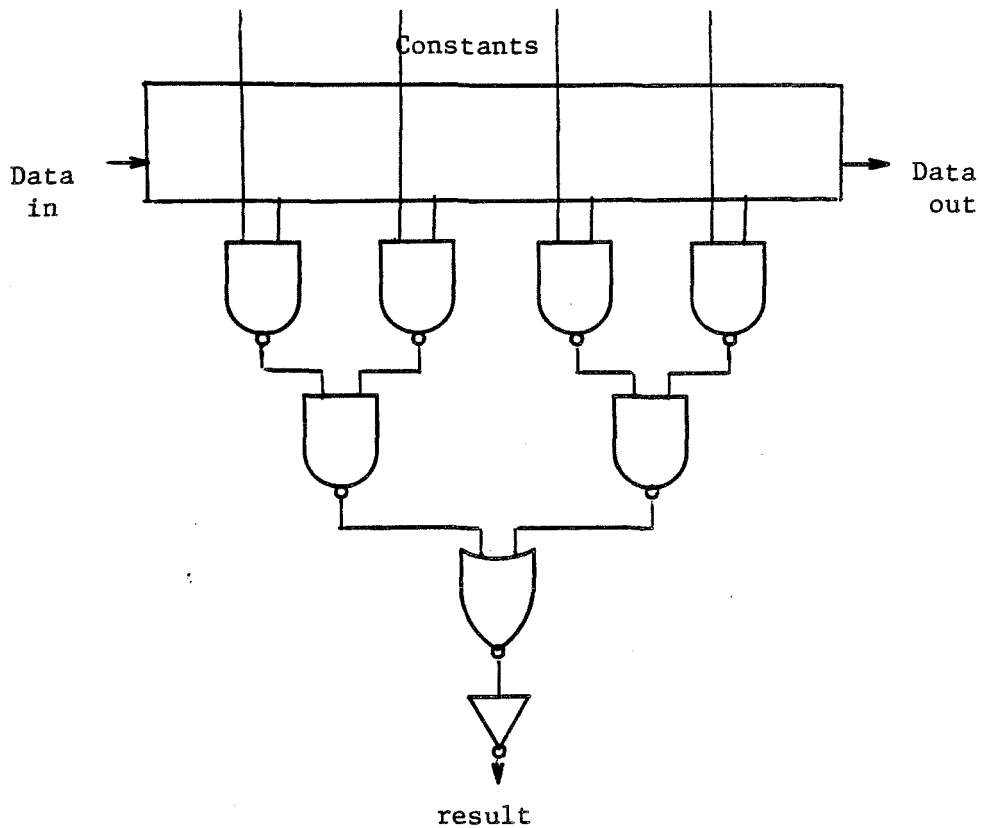 Constants
Data
in
Data
out
result